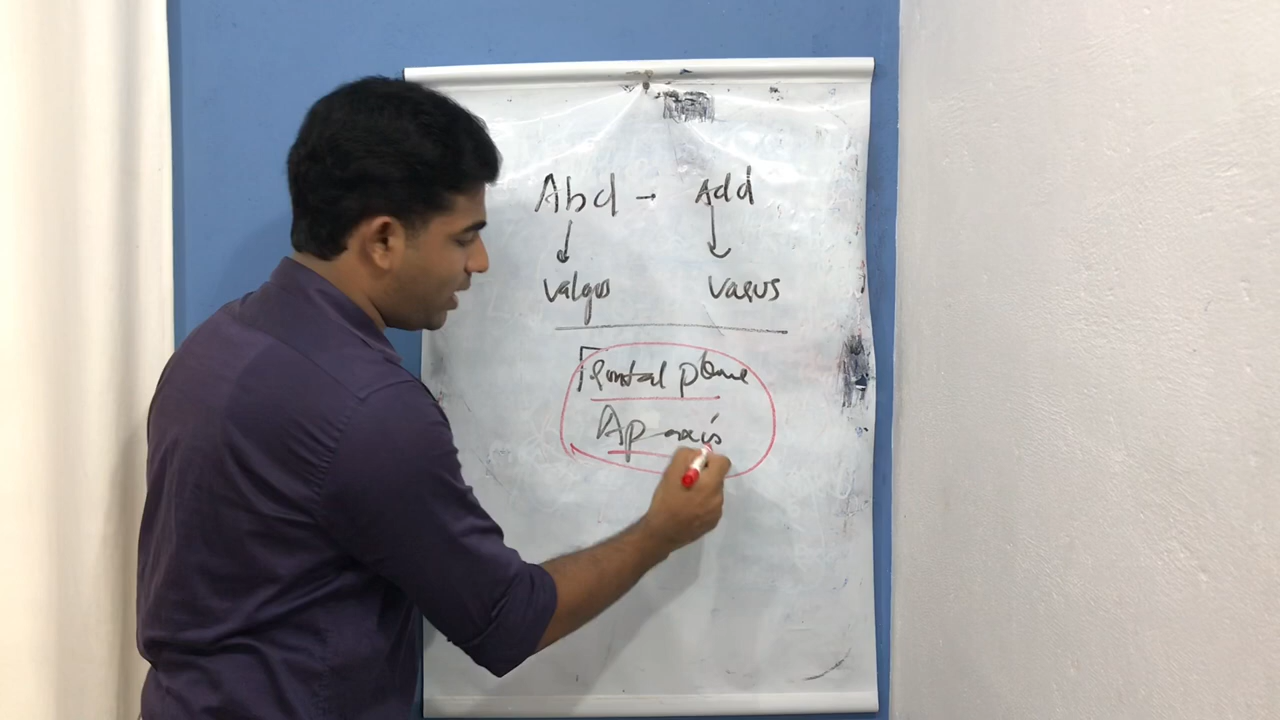 Abd → Add
↓ ↓
Valgus Varus
Frontal plane
Ap axis